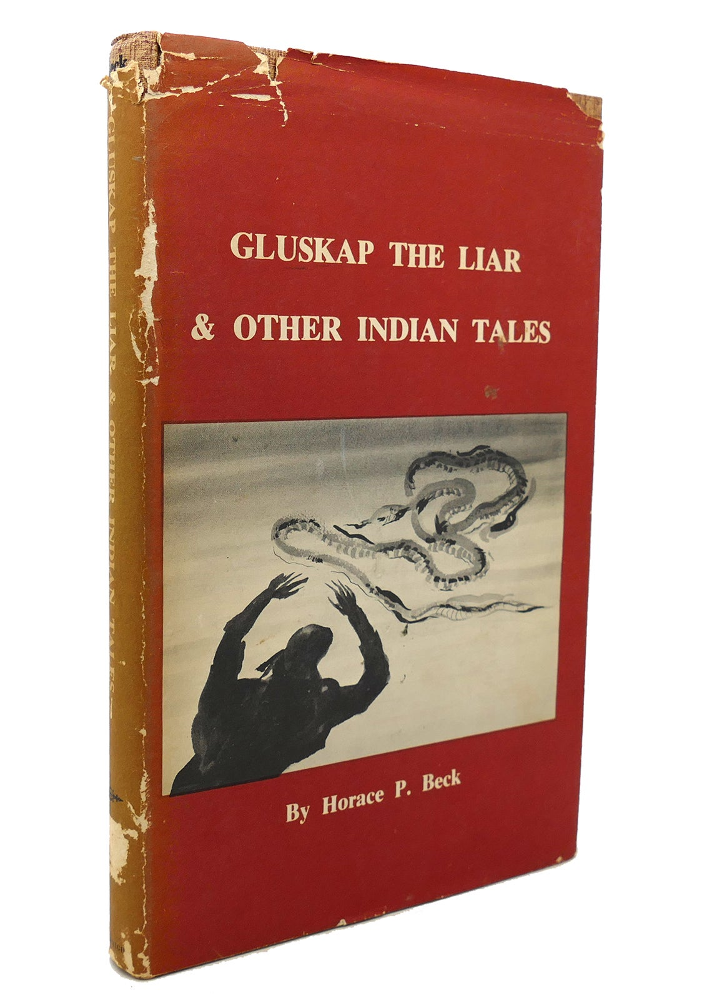 GLUSKAP THE LIAR
& OTHER INDIAN TALES
By Horace P. Beck
GLUSKAP THE LIAR & OTHER INDIAN TALES